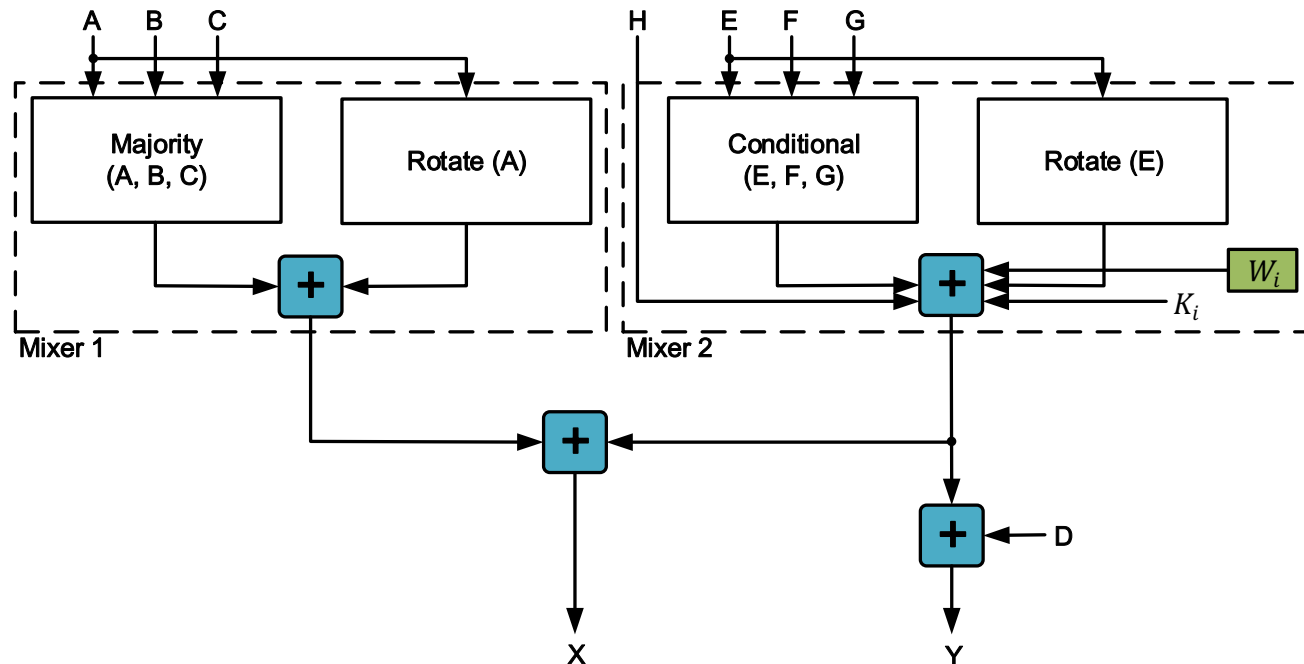 A B C H E F G
Majority
(A, B, C)
Rotate (A)
Conditional
(E, F, G)
Rotate (E)
+
+
W_i
K_i
Mixer 1
Mixer 2
+
+
D
X
Y